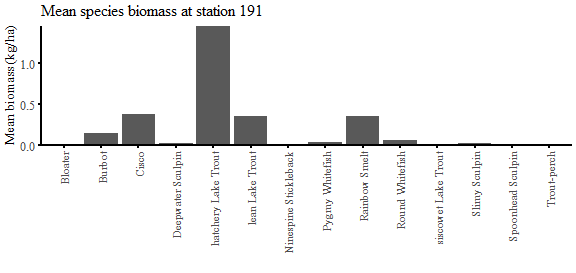 Mean species biomass at station 191
Mean biomass (kg/ha)
1.0
0.5
0.0
Bloater
Burbot
Cisco
Deepwater Sculpin
hatchery Lake Trout
lean Lake Trout
Ninespine Stickleback
Pygmy Whitefish
Rainbow Smelt
Round Whitefish
siscowet Lake Trout
Slimy Sculpin
Spoonhead Sculpin
Trout-perch